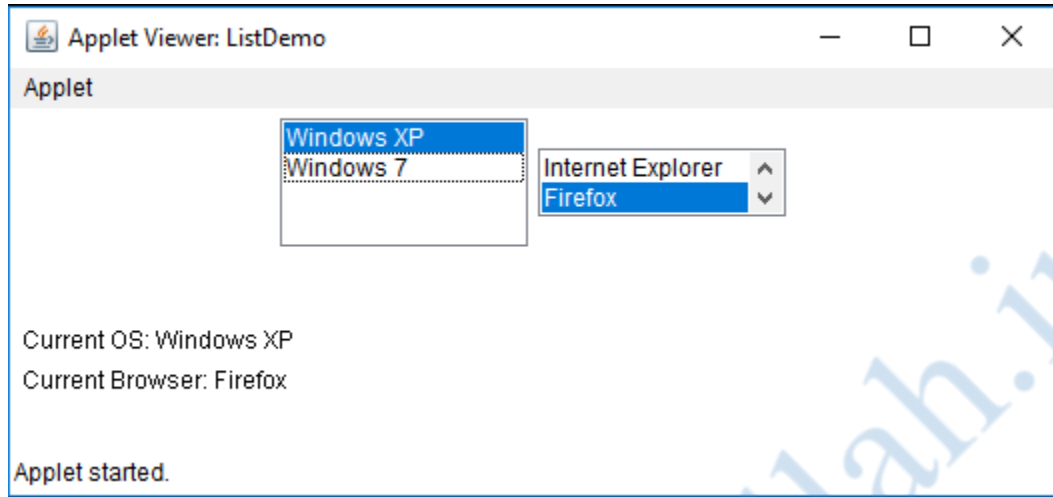 Applet Viewer: ListDemo
Applet
Windows XP
Windows 7
Internet Explorer
Firefox
Current OS: Windows XP
Current Browser: Firefox
Applet started.